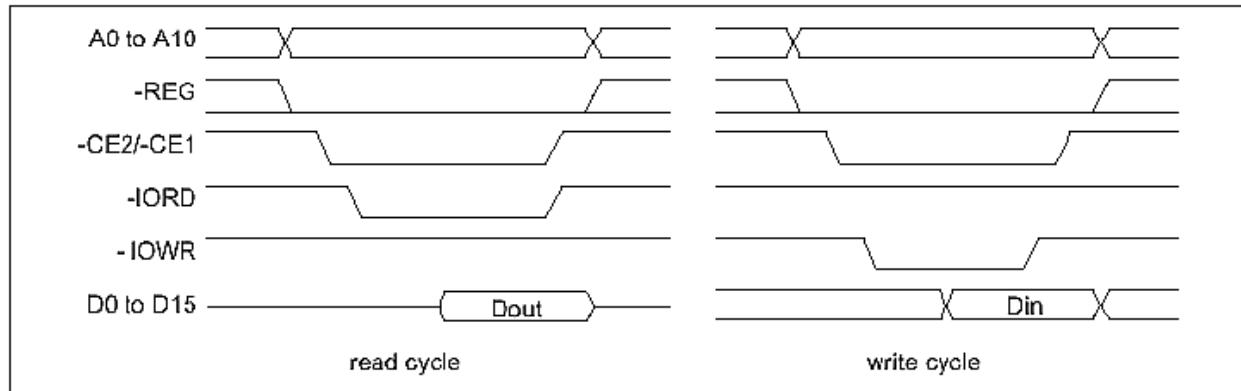 A0 to A10
-REG
-CE2/-CE1
-IORD
-IOWR
D0 to D15
Dout
Din
read cycle
write cycle